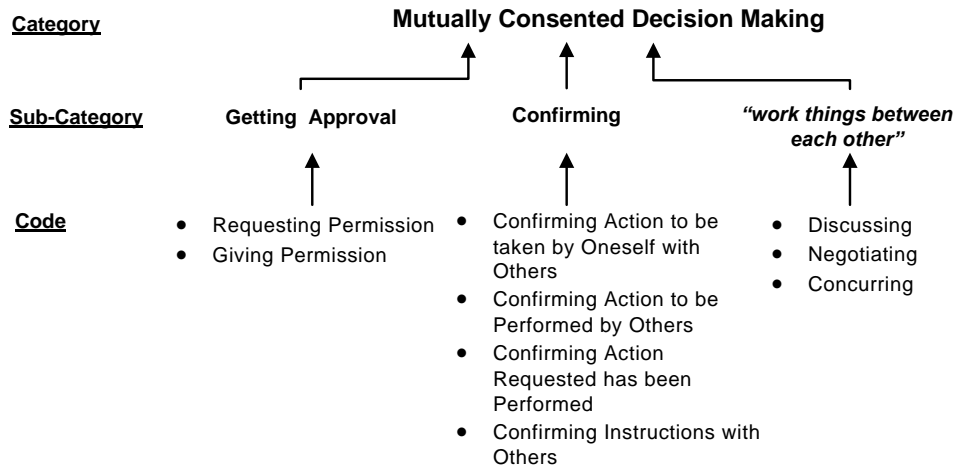 Category
Mutually Consented Decision Making
Sub-Category
Getting Approval
Confirming
“work things between
each other”
Code
• Requesting Permission
• Giving Permission
• Confirming Action to be
taken by Oneself with
Others
• Confirming Action to be
Performed by Others
• Confirming Action
Requested has been
Performed
• Confirming Instructions with
Others
• Discussing
• Negotiating
• Concurring